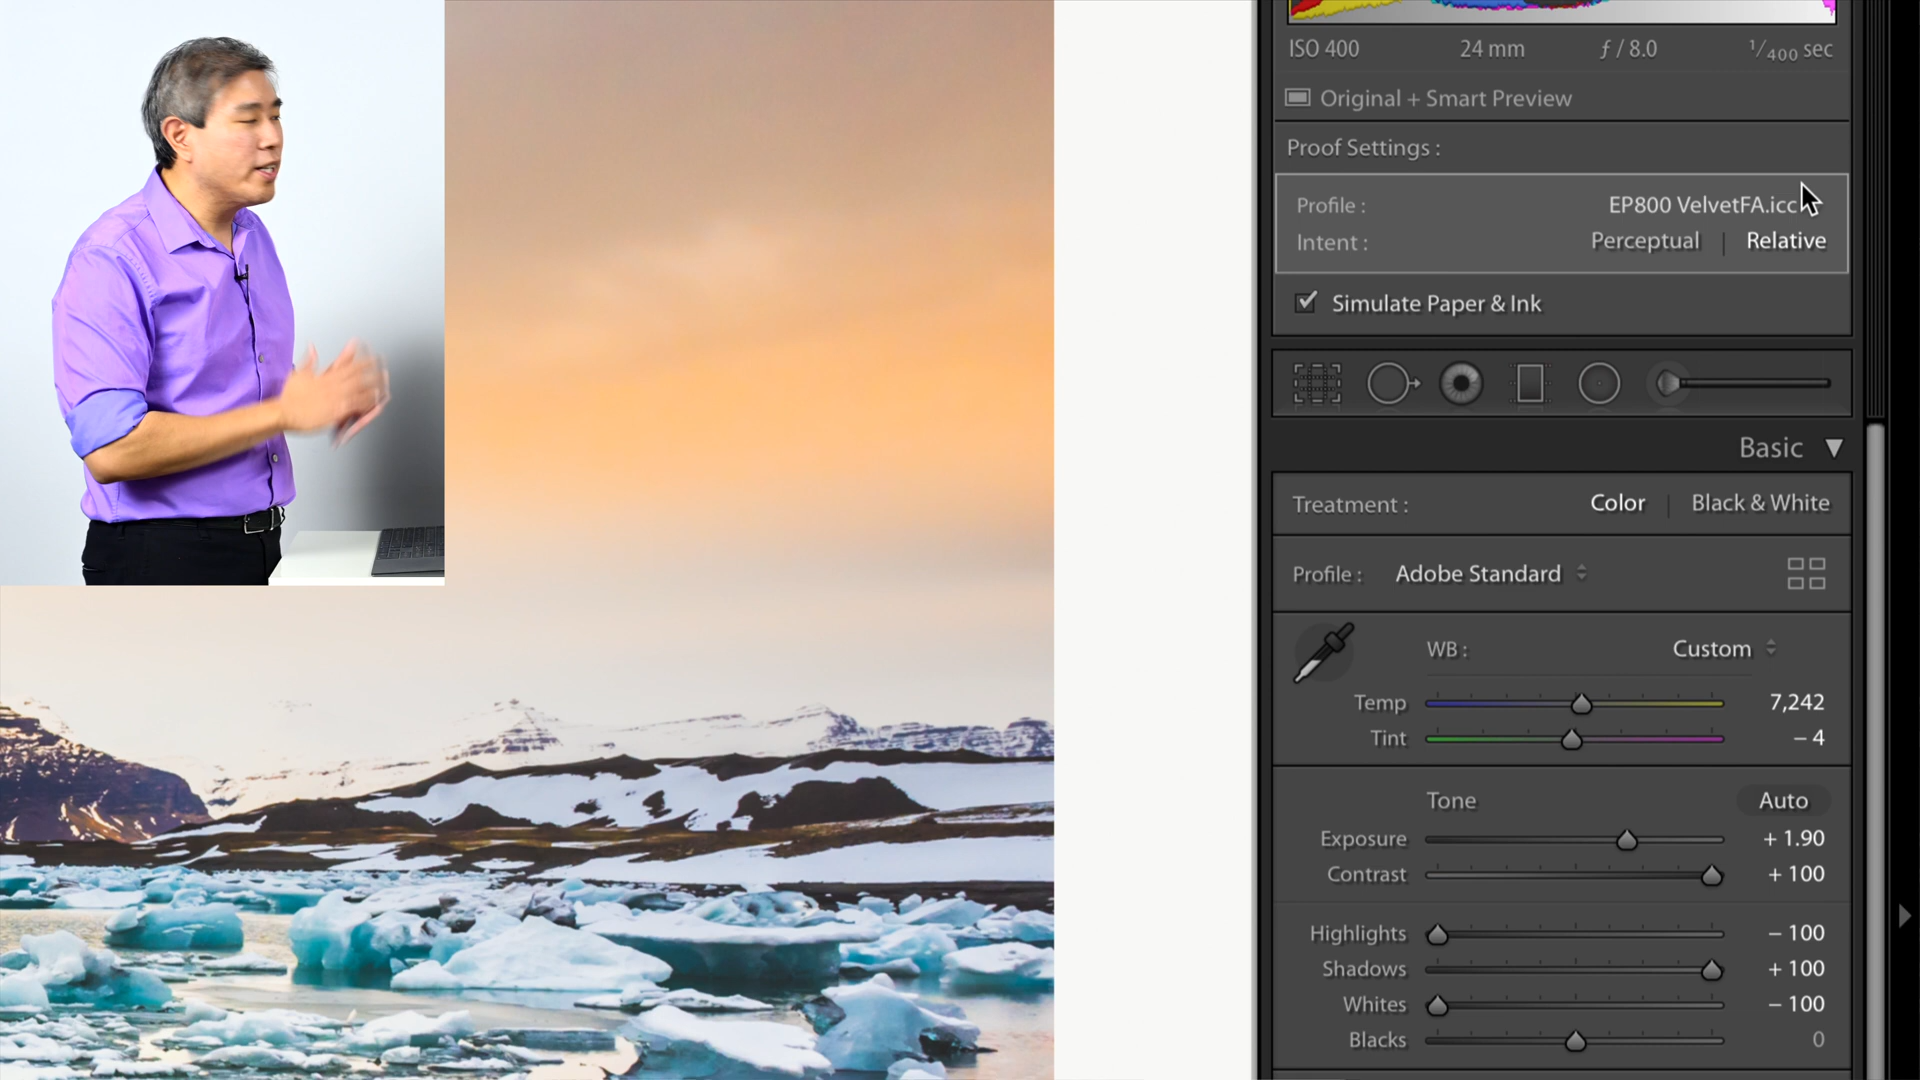 ISO 400 24 mm ƒ / 8.0 1/400 sec
Original + Smart Preview
Proof Settings :
Profile : EP800 VelvetFA.icc
Intent : Perceptual | Relative
Simulate Paper & Ink
Basic
Treatment : Color | Black & White
Profile : Adobe Standard
WB : Custom
Temp 7,242
Tint – 4
Tone Auto
Exposure + 1.90
Contrast + 100
Highlights – 100
Shadows + 100
Whites – 100
Blacks 0